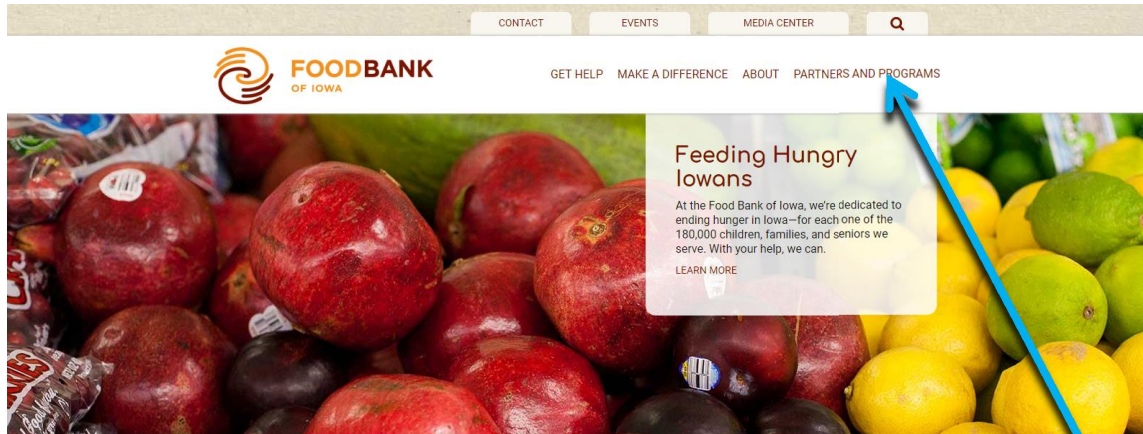 CONTACT
EVENTS
MEDIA CENTER
FOODBANK
OF IOWA
GET HELP
MAKE A DIFFERENCE
ABOUT
PARTNERS AND PROGRAMS
Feeding Hungry
Iowans
At the Food Bank of Iowa, we're dedicated to
ending hunger in Iowa—for each one of the
180,000 children, families, and seniors we
serve. With your help, we can.
LEARN MORE